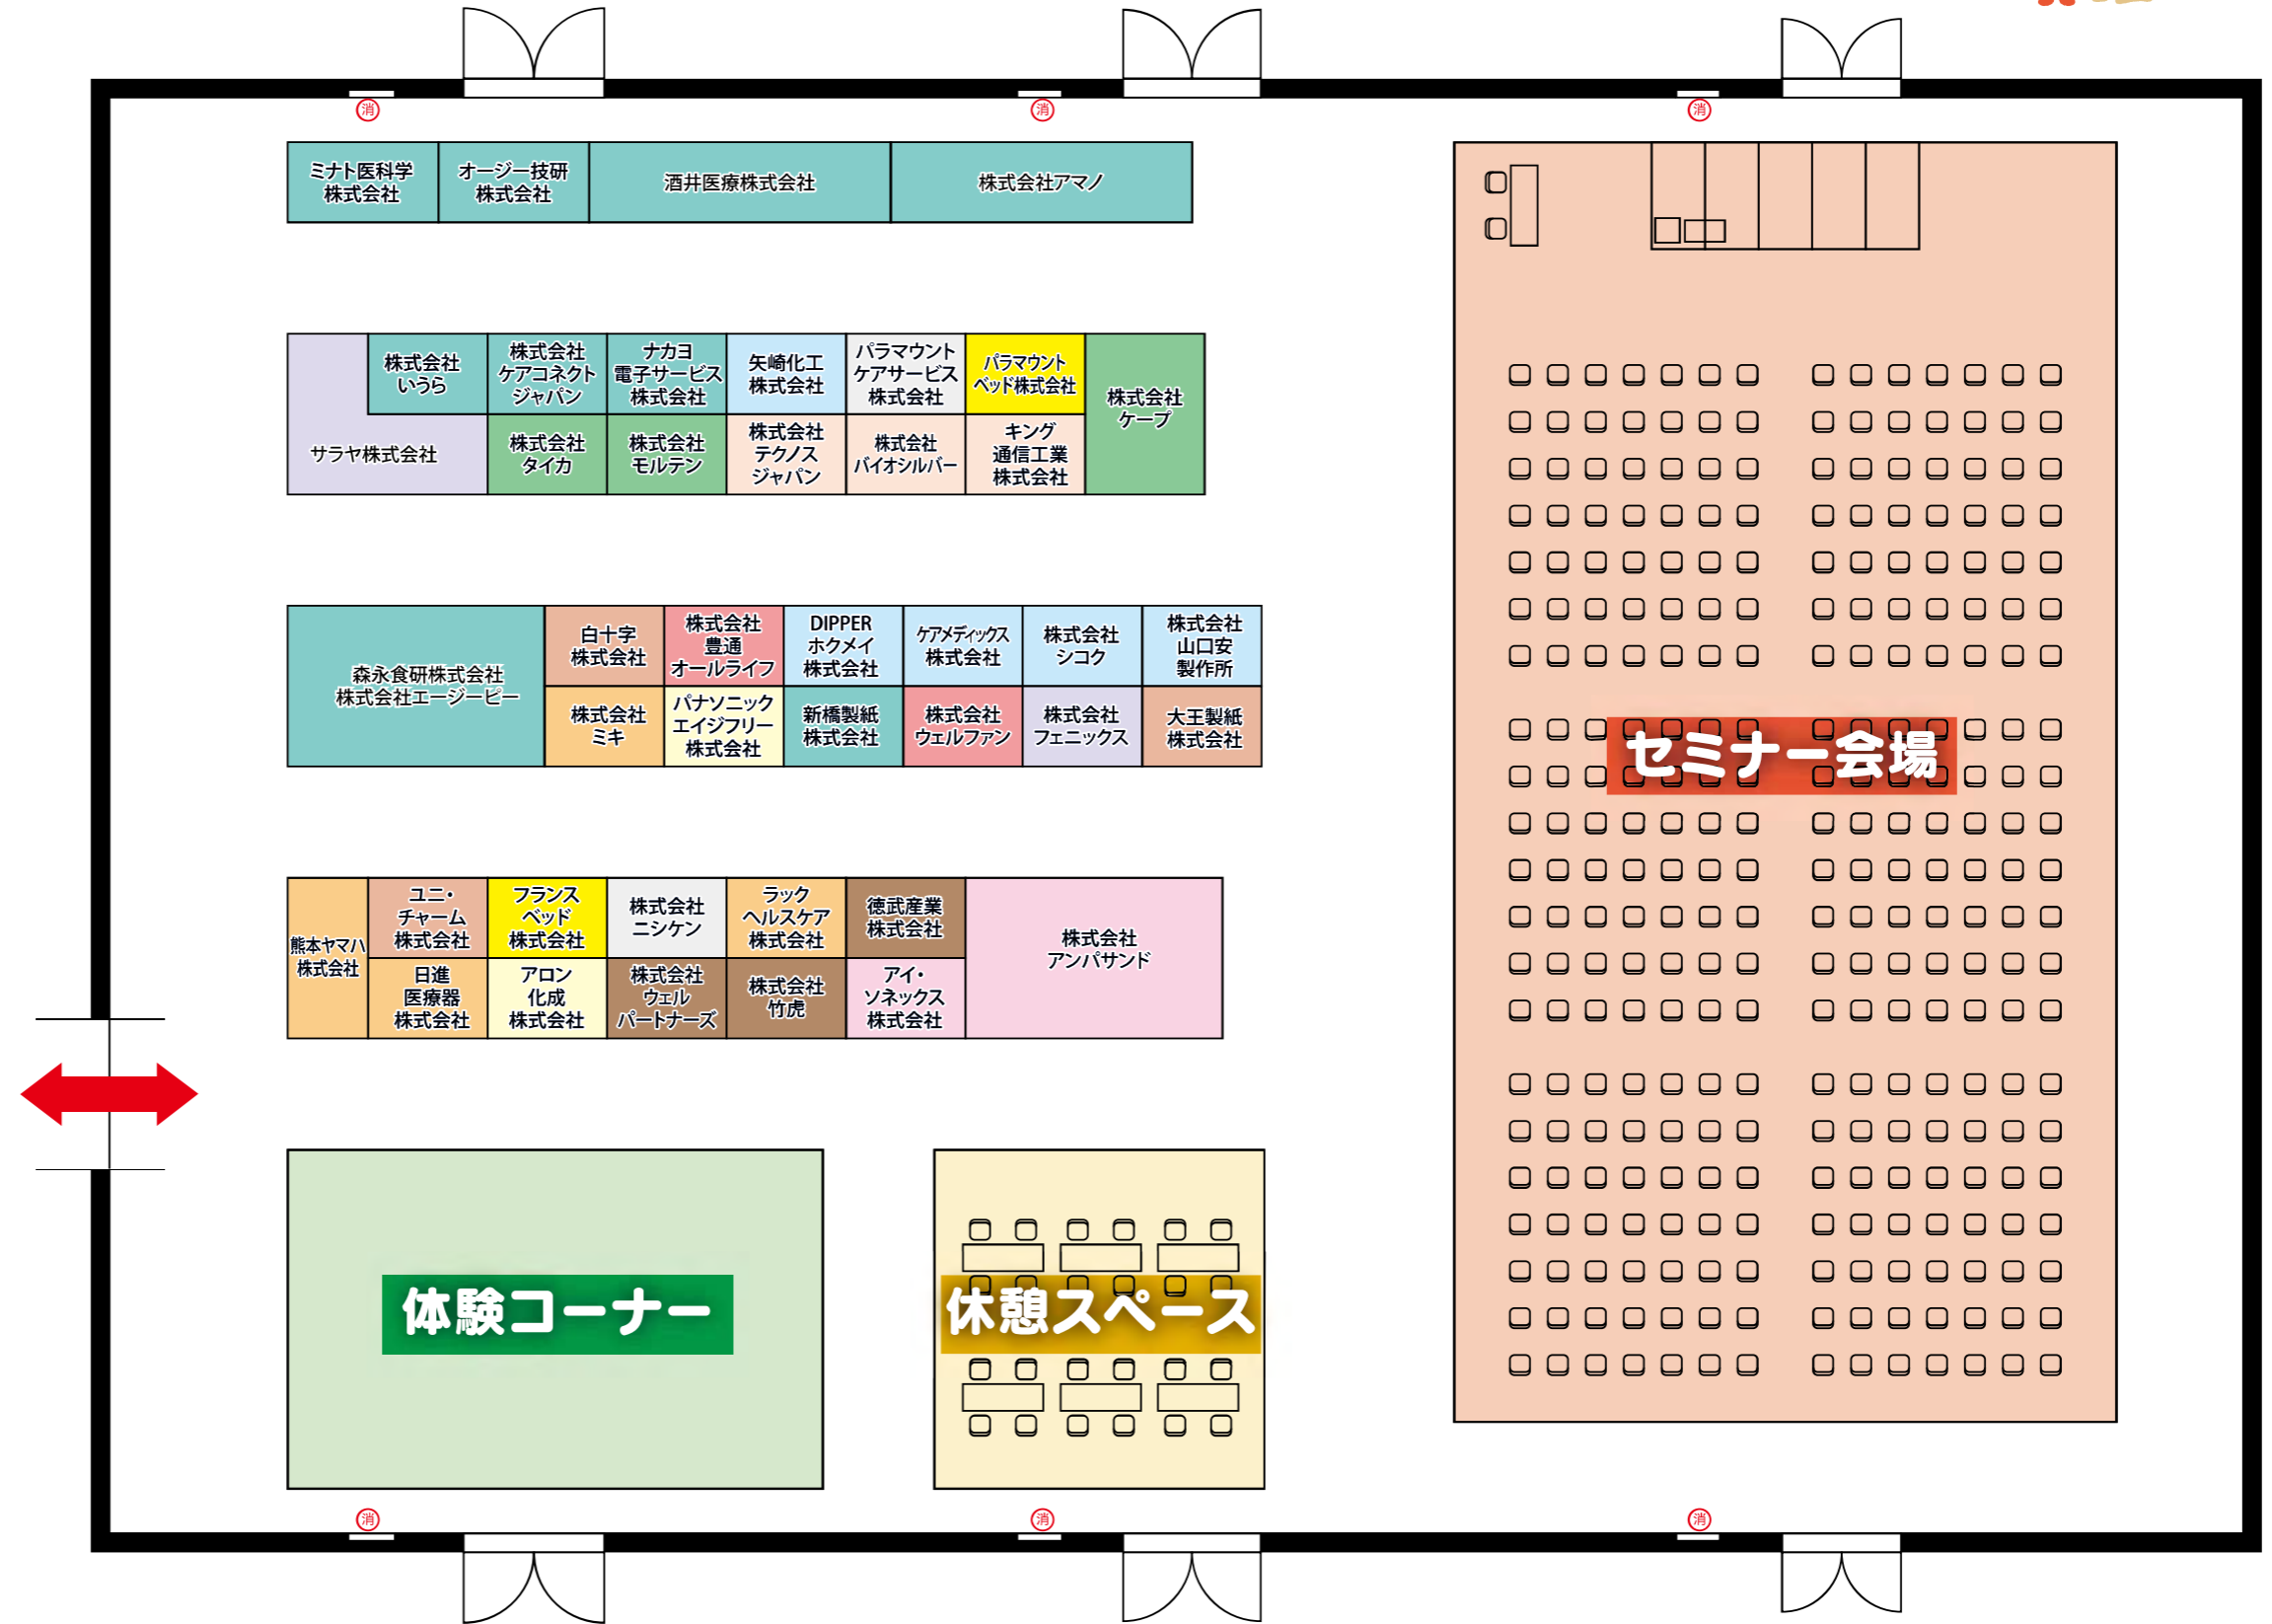 消
消
消
ミナト医科学
株式会社
オージー技研
株式会社
酒井医療株式会社
株式会社アマノ
株式会社
いうら
株式会社
ケアコネクト
ジャパン
ナカヨ
電子サービス
株式会社
矢崎化工
株式会社
パラマウント
ケアサービス
株式会社
パラマウント
ベッド株式会社
株式会社
ケープ
サラヤ株式会社
株式会社
タイカ
株式会社
モルテン
株式会社
テクノス
ジャパン
株式会社
バイオシルバー
キング
通信工業
株式会社
森永食研株式会社
株式会社エージーピー
白十字
株式会社
株式会社
豊通
オールライフ
DIPPER
ホクメイ
株式会社
ケアメディックス
株式会社
株式会社
シコク
株式会社
山口安
製作所
株式会社
ミキ
パナソニック
エイジフリー
株式会社
新橋製紙
株式会社
株式会社
ウェルファン
株式会社
フェニックス
大王製紙
株式会社
セミナー会場
熊本ヤマハ
株式会社
ユニ・
チャーム
株式会社
フランス
ベッド
株式会社
株式会社
ニシケン
ラック
ヘルスケア
株式会社
徳武産業
株式会社
株式会社
アンパサンド
日進
医療器
株式会社
アロン
化成
株式会社
株式会社
ウェル
パートナーズ
株式会社
竹虎
アイ・
ソネックス
株式会社
体験コーナー
休憩スペース
消
消
消